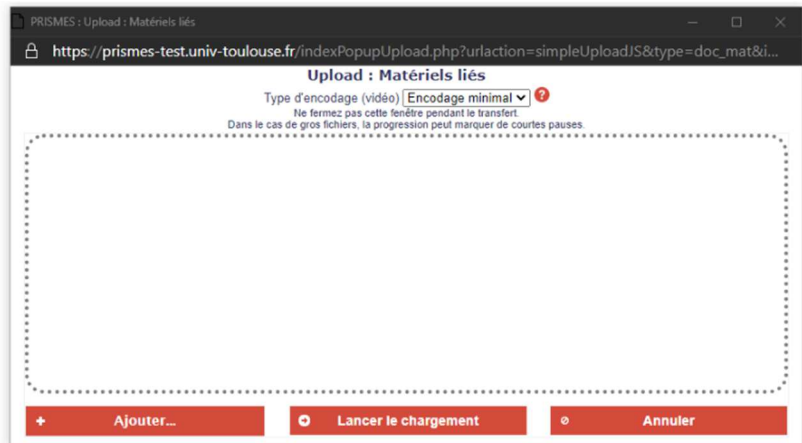 PRISMES : Upload : Matériels liés
https://prismes-test.univ-toulouse.fr/indexPopupUpload.php?urlaction=simpleUploadJS&type=doc_mat&i...
Upload : Matériels liés
Type d'encodage (vidéo) Encodage minimal ?
Ne fermez pas cette fenêtre pendant le transfert.
Dans le cas de gros fichiers, la progression peut marquer de courtes pauses.
Ajouter... Lancer le chargement Annuler